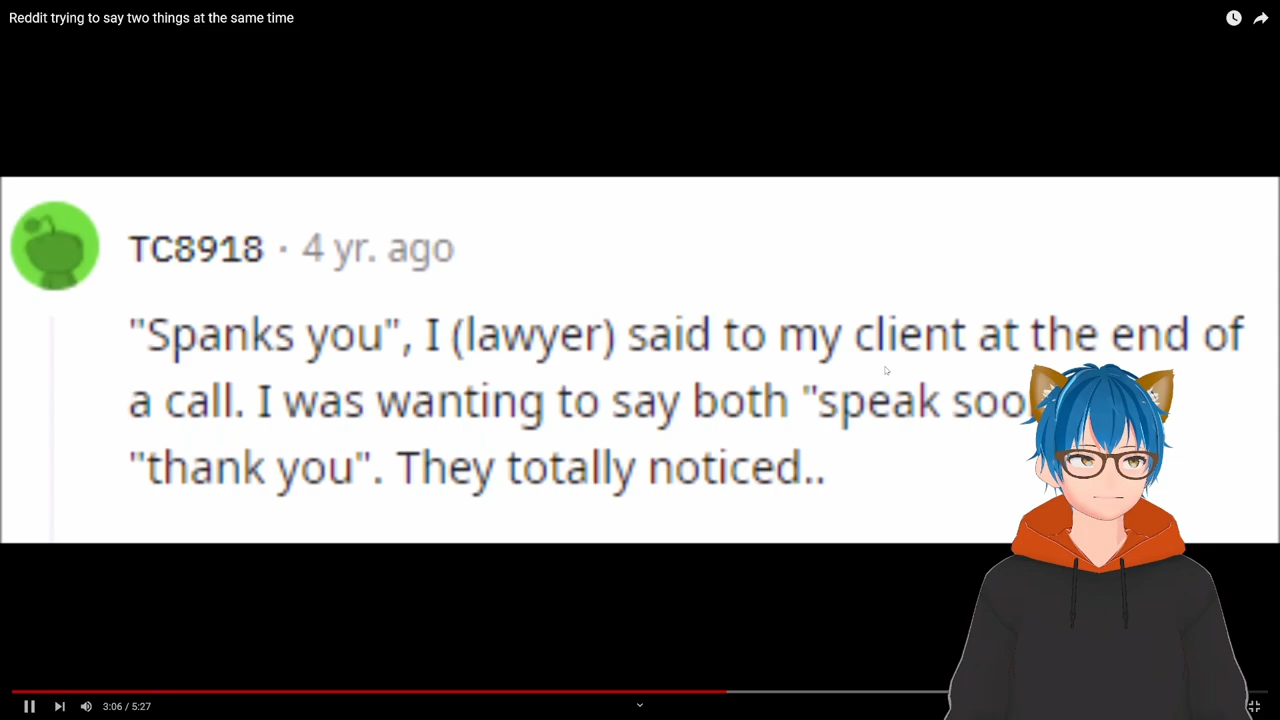 Reddit trying to say two things at the same time
TC8918 · 4 yr. ago
"Spanks you", I (lawyer) said to my client at the end of
a call. I was wanting to say both "speak soo
"thank you". They totally noticed..
3:06 / 5:27